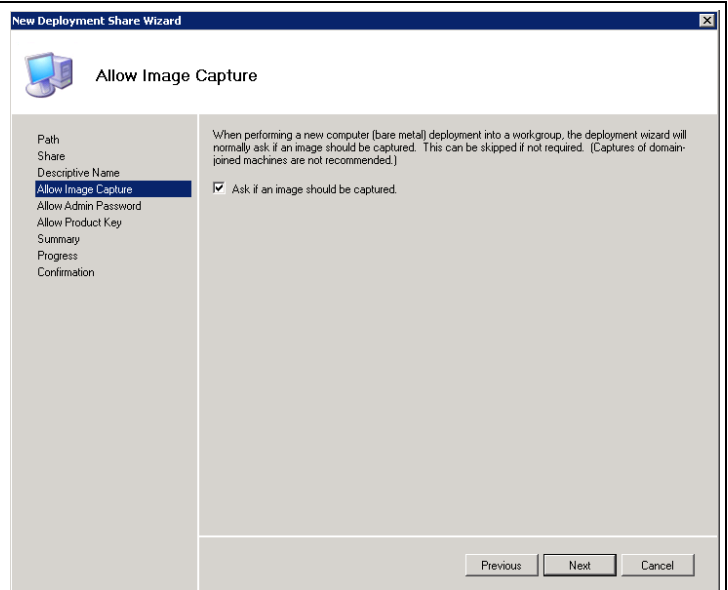 New Deployment Share Wizard
Allow Image Capture
Path
Share
Descriptive Name
Allow Image Capture
Allow Admin Password
Allow Product Key
Summary
Progress
Confirmation
When performing a new computer (bare metal) deployment into a workgroup, the deployment wizard will
normally ask if an image should be captured.  This can be skipped if not required.  (Captures of domain-
joined machines are not recommended.)
Ask if an image should be captured.
Previous
Next
Cancel